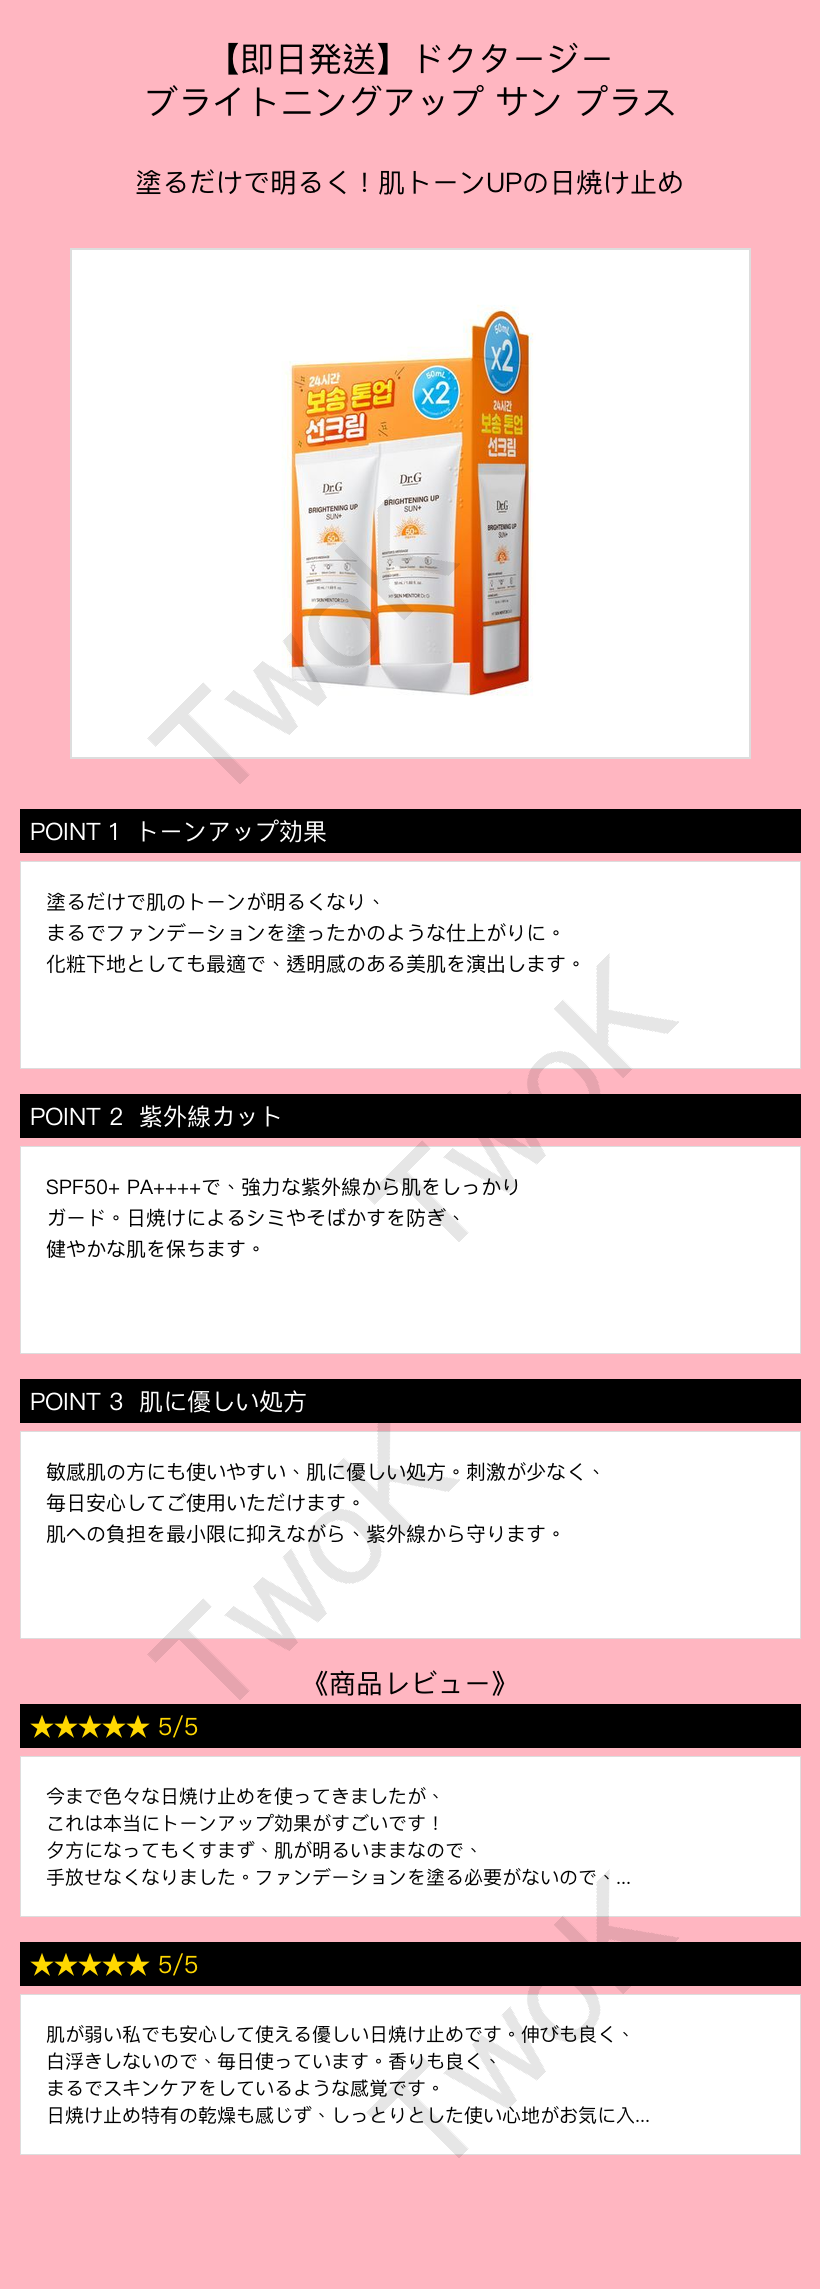 【即日発送】ドクタージー
ブライトニングアップ サン プラス
塗るだけで明るく！肌トーンUPの日焼け止め
24시간
보송 톤업
선크림
50mL
x2
Dr.G
BRIGHTENING UP
SUN+
50+
Dr.G
BRIGHTENING UP
SUN+
50+
50mL
x2
24시간
보송 톤업
선크림
Dr.G
BRIGHTENING UP
SUN+
50+
TwoK
POINT 1 トーンアップ効果
塗るだけで肌のトーンが明るくなり、
まるでファンデーションを塗ったかのような仕上がりに。
化粧下地としても最適で、透明感のある美肌を演出します。
TwoK
POINT 2 紫外線カット
SPF50+ PA++++で、強力な紫外線から肌をしっかり
ガード。日焼けによるシミやそばかすを防ぎ、
健やかな肌を保ちます。
POINT 3 肌に優しい処方
敏感肌の方にも使いやすい、肌に優しい処方。刺激が少なく、
毎日安心してご使用いただけます。
肌への負担を最小限に抑えながら、紫外線から守ります。
TwoK
《商品レビュー》
★★★★★ 5/5
今まで色々な日焼け止めを使ってきましたが、
これは本当にトーンアップ効果がすごいです！
夕方になってもくすまず、肌が明るいままなので、
手放せなくなりました。ファンデーションを塗る必要がないので、...
TwoK
★★★★★ 5/5
肌が弱い私でも安心して使える優しい日焼け止めです。伸びも良く、
白浮きしないので、毎日使っています。香りも良く、
まるでスキンケアをしているような感覚です。
日焼け止め特有の乾燥も感じず、しっとりとした使い心地がお気に入...